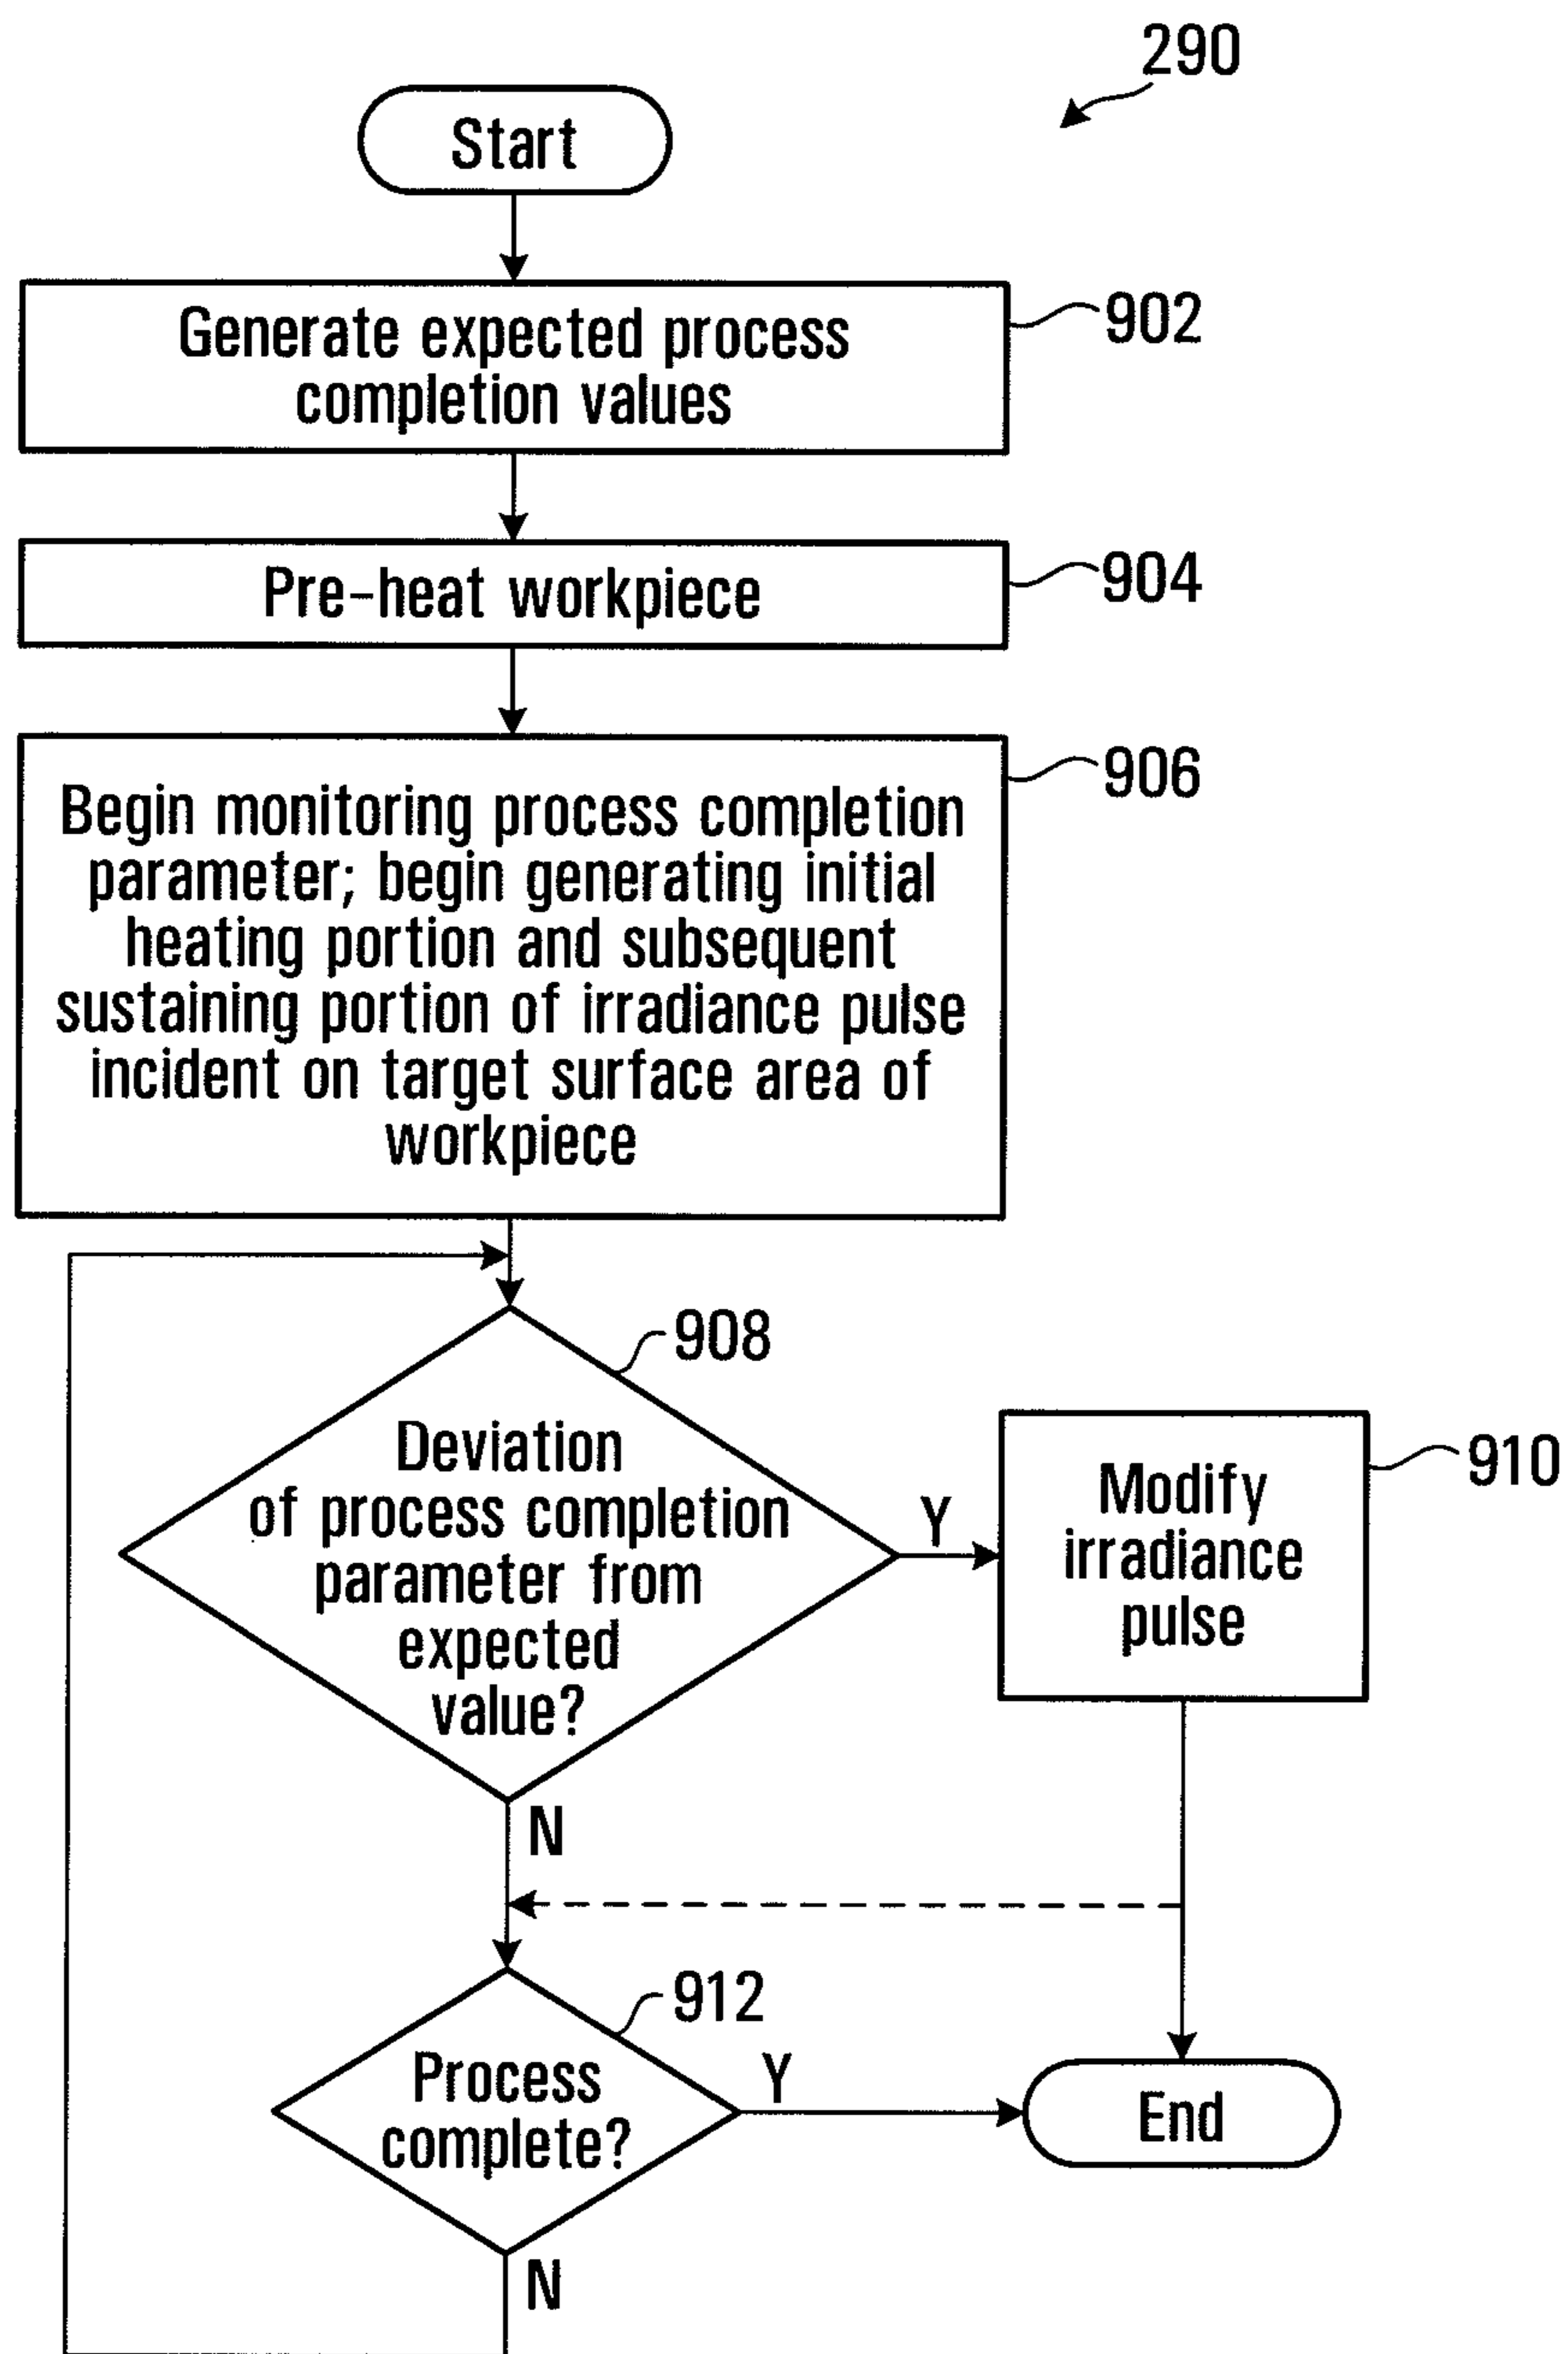 290
Start
Generate expected process
completion values
902
Pre-heat workpiece
904
906
Begin monitoring process completion
parameter; begin generating initial
heating portion and subsequent
sustaining portion of irradiance pulse
incident on target surface area of
workpiece
908
Deviation
of process completion
parameter from
expected
value?
Y
Modify
irradiance
pulse
910
N
912
Process
complete?
Y
End
N